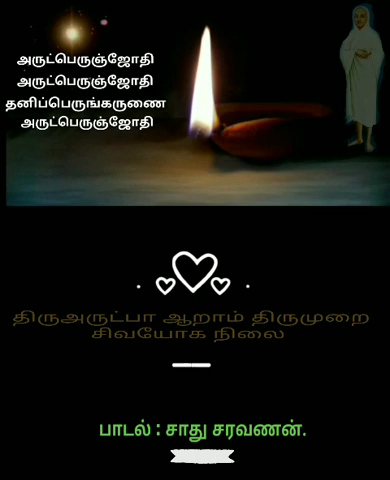 அருட்பெருஞ்ஜோதி
அருட்பெருஞ்ஜோதி
தனிப்பெருங்கருணை
அருட்பெருஞ்ஜோதி
திருஅருட்பா ஆறாம் திருமுறை
சிவயோக நிலை
பாடல் : சாது சரவணன்.